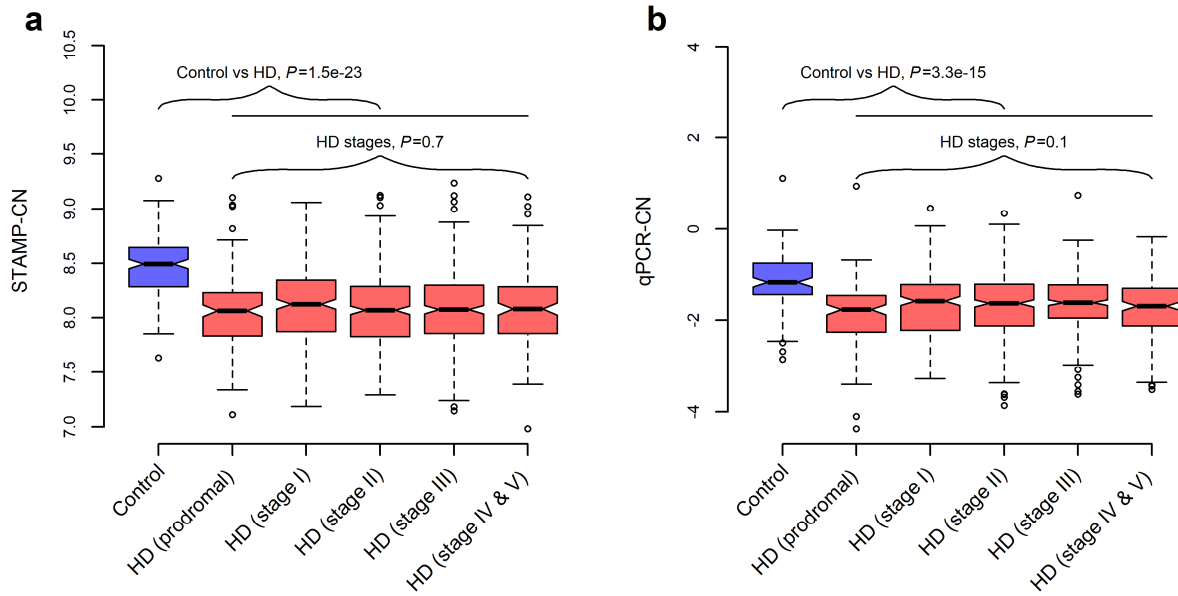 a
STAMP-CN
10.5
10.0
9.5
9.0
8.5
8.0
7.5
7.0
Control vs HD, P=1.5e-23
HD stages, P=0.7
Control
HD (prodromal)
HD (stage I)
HD (stage II)
HD (stage III)
HD (stage IV & V)
b
qPCR-CN
4
2
0
-2
-4
Control vs HD, P=3.3e-15
HD stages, P=0.1
Control
HD (prodromal)
HD (stage I)
HD (stage II)
HD (stage III)
HD (stage IV & V)